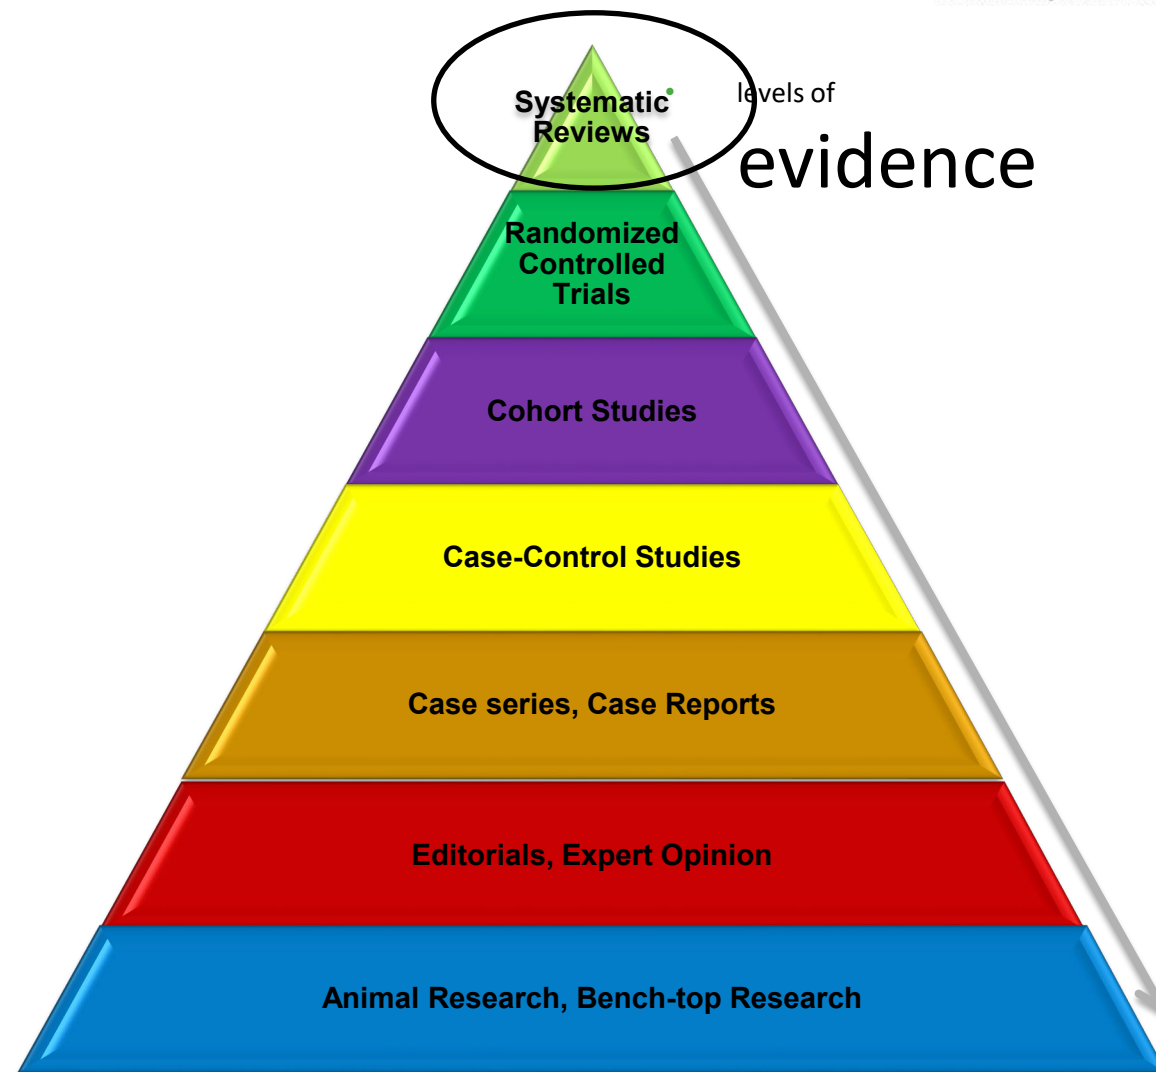 Systematic
Reviews
levels of
evidence
Randomized
Controlled
Trials
Cohort Studies
Case-Control Studies
Case series, Case Reports
Editorials, Expert Opinion
Animal Research, Bench-top Research